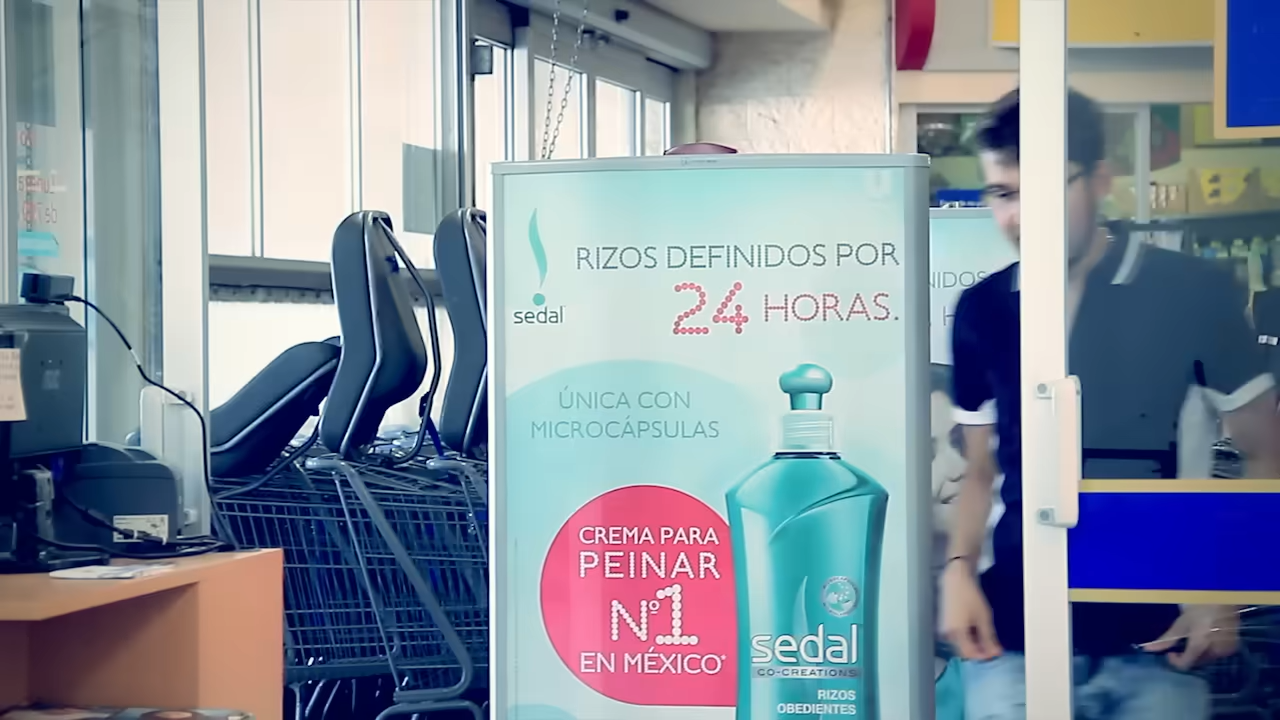 sedal
RIZOS DEFINIDOS POR
24 HORAS.
ÚNICA CON
MICROCÁPSULAS
CREMA PARA
PEINAR
Nº1
EN MÉXICO*
sedal
CO-CREATIONS
RIZOS
OBEDIENTES
NIDOS
H